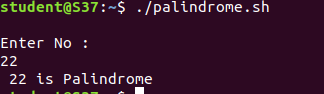 student@S37:~$ ./palindrome.sh
Enter No :
22
 22 is Palindrome
student@S37:~$